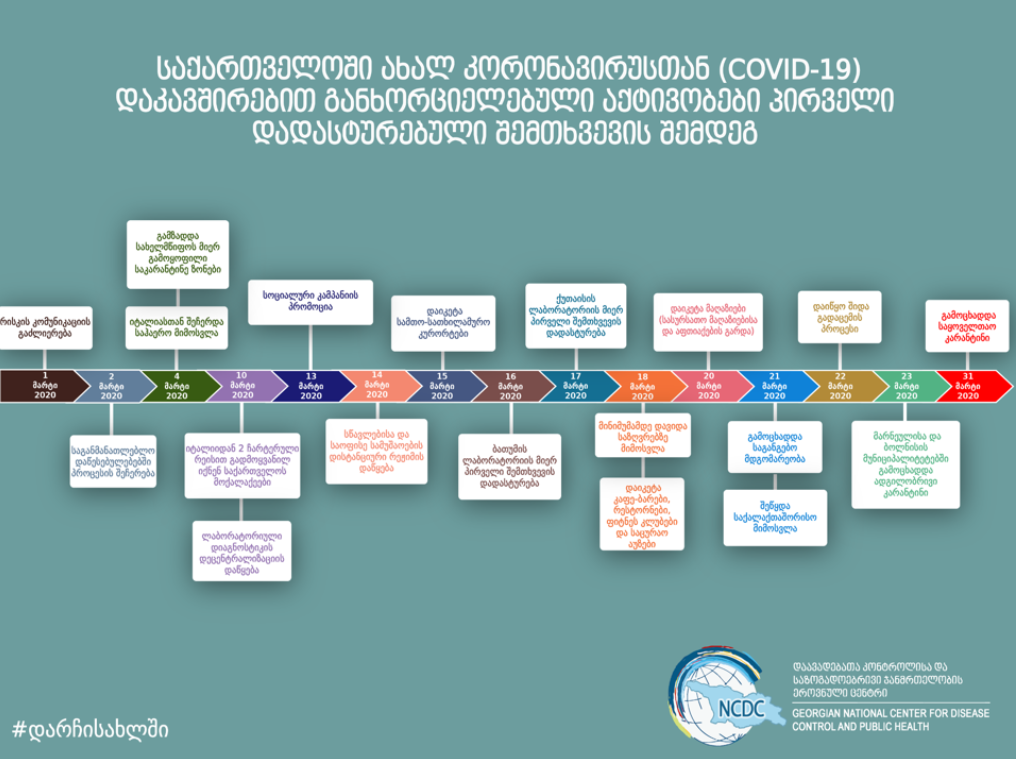 საქართველოში ახალ კორონავირუსთან (COVID-19)
დაკავშირებით განხორციელებული აქტივობები პირველი
დადასტურებული შემთხვევის შემდეგ
გამზადდა
სახელმწიფოს მიერ
გამოყოფილი
საკარანტინე ზონები
რისკის კომუნიკაციის
გაძლიერება
იტალიასთან შეჩერდა
საჰაერო მიმოსვლა
სოციალური კამპანიის
პრომოცია
დაიკეტა
სამთო-სათხილამურო
კურორტები
ქუთაისის
ლაბორატორიის მიერ
პირველი შემთხვევის
დადასტურება
დაიკეტა მაღაზიები
(სასურსათო მაღაზიებისა
და აფთიაქების გარდა)
დაიწყო შიდა
გადაცემის
პროცესი
გამოცხადდა
საყოველთაო
კარანტინი
1
მარტი
2020
2
მარტი
2020
4
მარტი
2020
10
მარტი
2020
13
მარტი
2020
14
მარტი
2020
15
მარტი
2020
16
მარტი
2020
17
მარტი
2020
18
მარტი
2020
20
მარტი
2020
21
მარტი
2020
22
მარტი
2020
23
მარტი
2020
31
მარტი
2020
საგანმანათლებლო
დაწესებულებებში
პროცესის შეჩერება
იტალიიდან 2 ჩარტერული
რეისით გადმოყვანილ
იქნენ საქართველოს
მოქალაქეები
ლაბორატორიული
დიაგნოსტიკის
დეცენტრალიზაციის
დაწყება
სწავლებისა და
საოფისე სამუშაოების
დისტანციური რეჟიმის
დაწყება
ბათუმის
ლაბორატორიის მიერ
პირველი შემთხვევის
დადასტურება
მინიმუმამდე დავიდა
საზღვრებზე
მიმოსვლა
დაიკეტა
კაფე-ბარები,
რესტორნები,
ფიტნეს კლუბები
და საცურაო
აუზები
გამოცხადდა
საგანგებო
მდგომარეობა
შეწყდა
საქალაქთაშორისო
მიმოსვლა
მარნეულისა და
ბოლნისის
მუნიციპალიტეტებში
გამოცხადდა
ადგილობრივი
კარანტინი
NCDC
დაავადებათა კონტროლისა და
საზოგადოებრივი ჯანმრთელობის
ეროვნული ცენტრი
GEORGIAN NATIONAL CENTER FOR DISEASE
CONTROL AND PUBLIC HEALTH
#დარჩისახლში